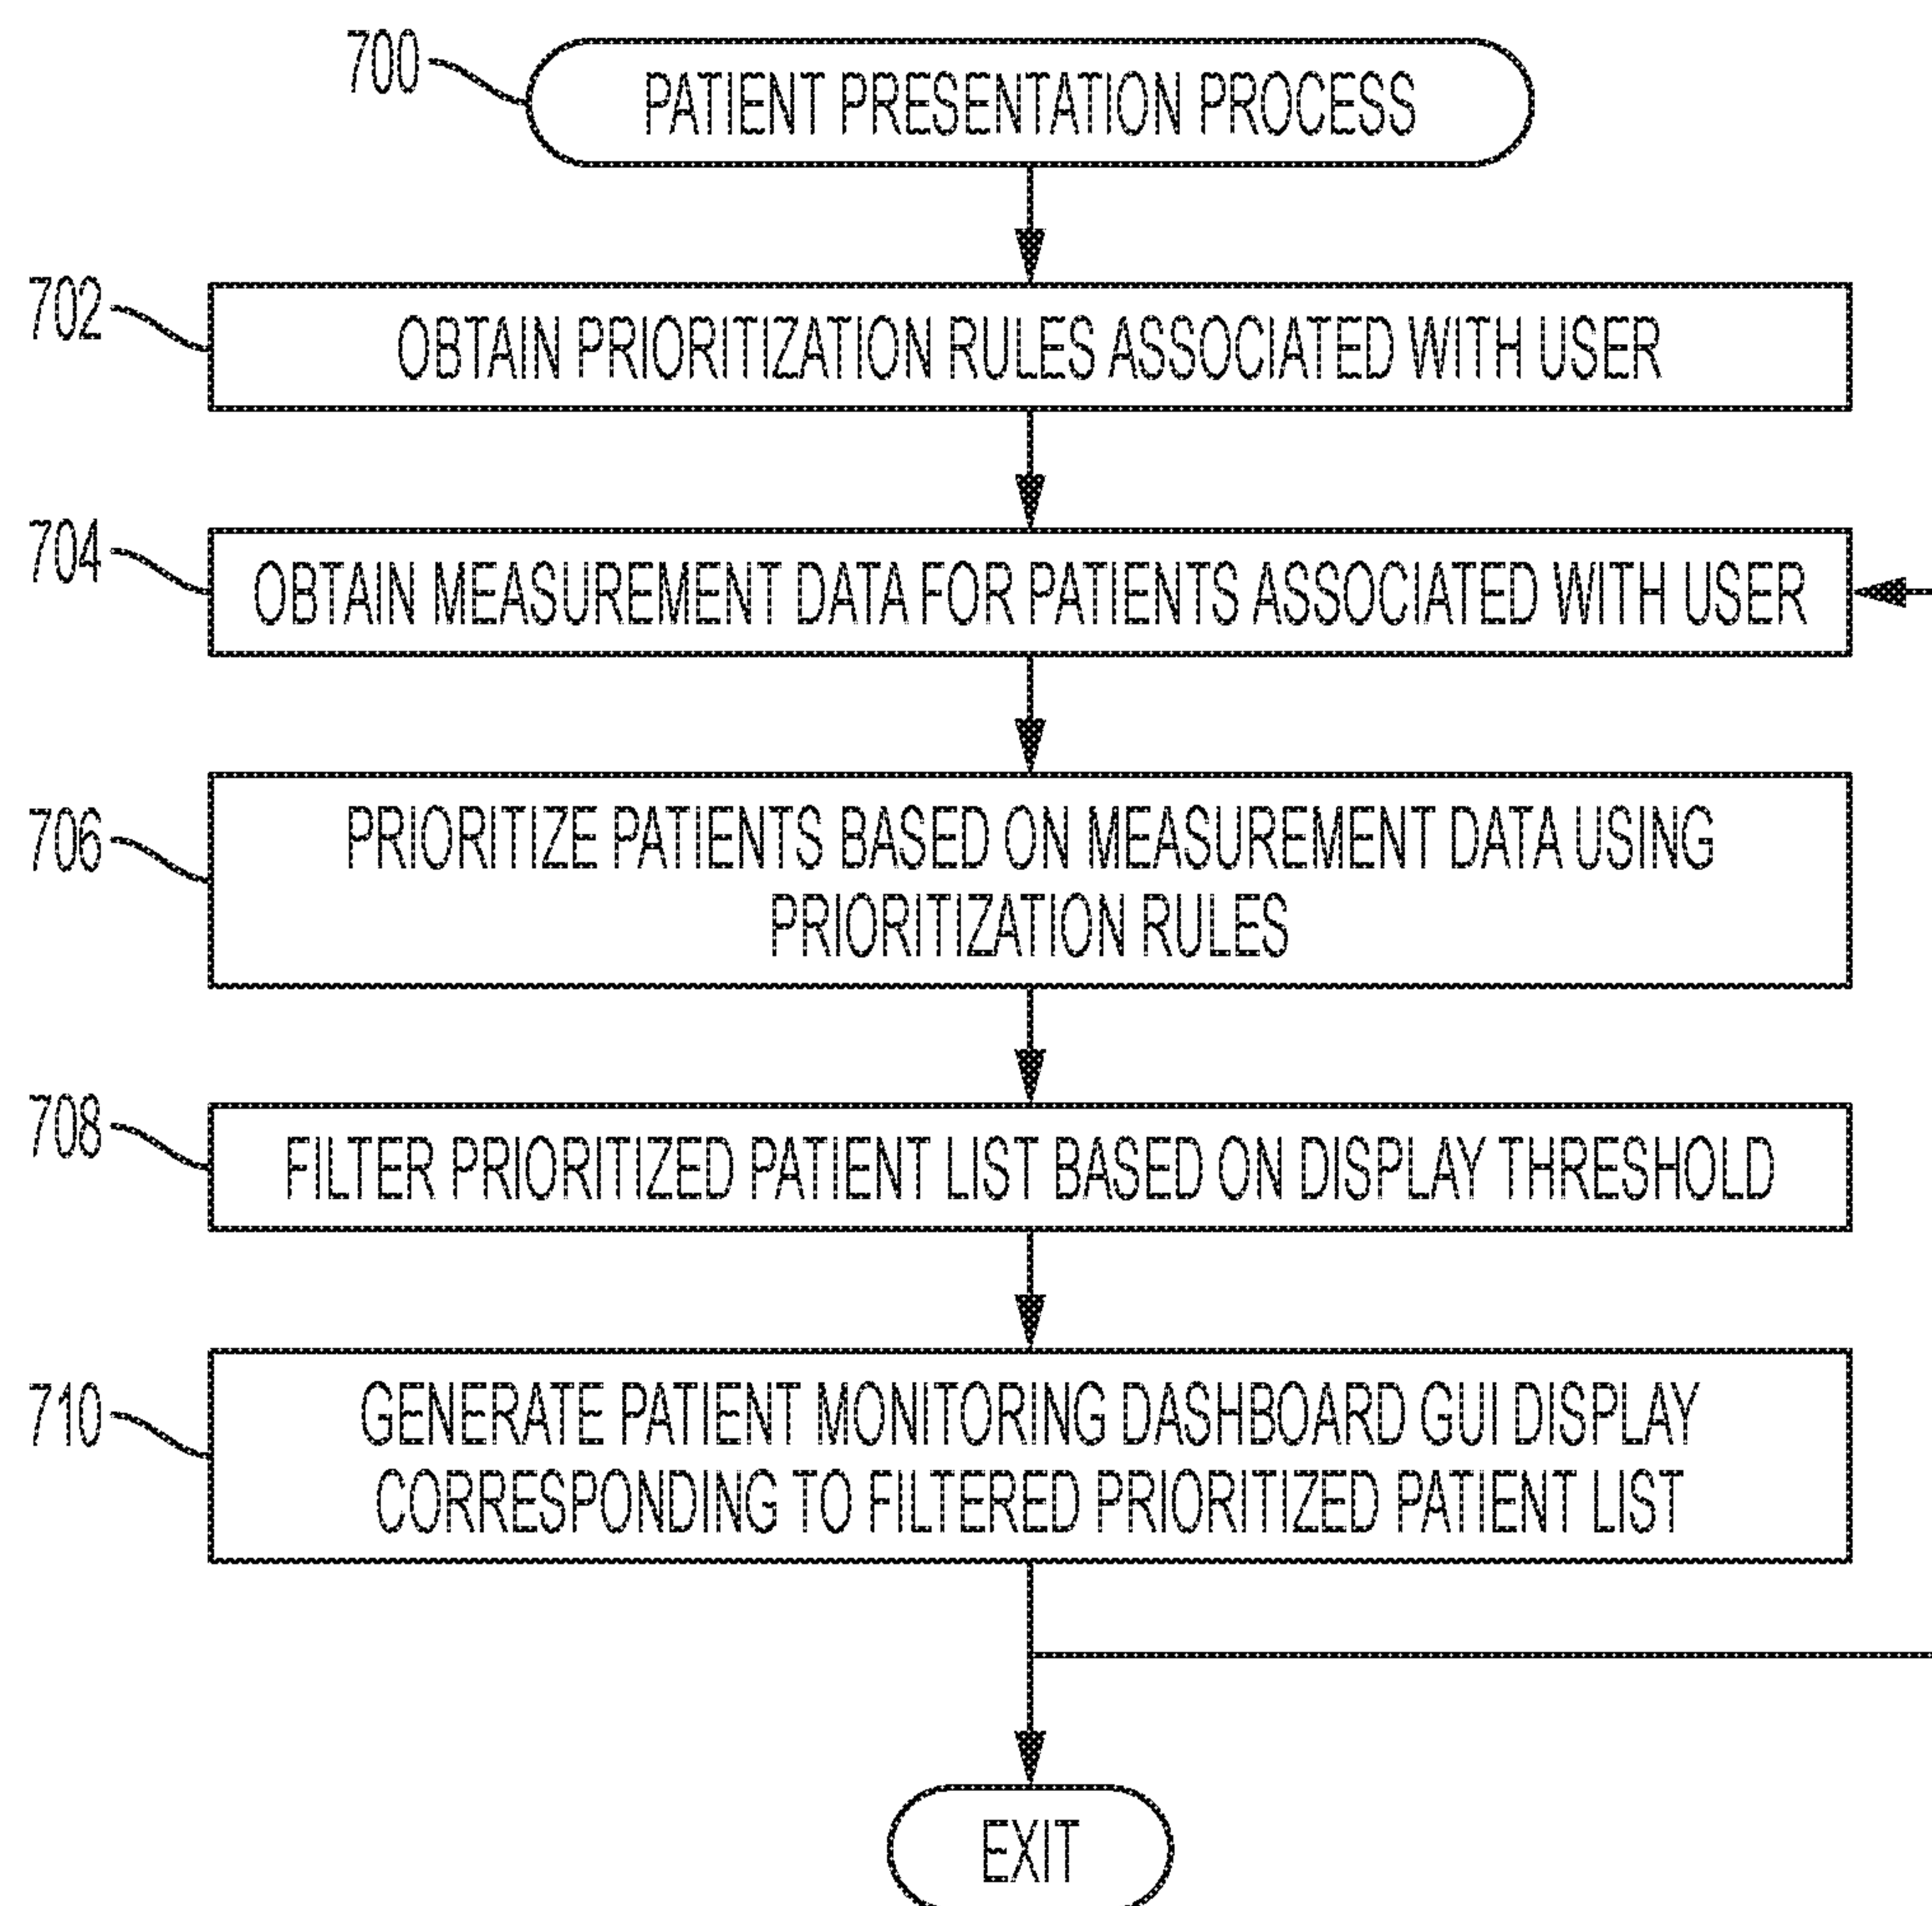 700
PATIENT PRESENTATION PROCESS
702
OBTAIN PRIORITIZATION RULES ASSOCIATED WITH USER
704
OBTAIN MEASUREMENT DATA FOR PATIENTS ASSOCIATED WITH USER
706
PRIORITIZE PATIENTS BASED ON MEASUREMENT DATA USING
PRIORITIZATION RULES
708
FILTER PRIORITIZED PATIENT LIST BASED ON DISPLAY THRESHOLD
710
GENERATE PATIENT MONITORING DASHBOARD GUI DISPLAY
CORRESPONDING TO FILTERED PRIORITIZED PATIENT LIST
EXIT